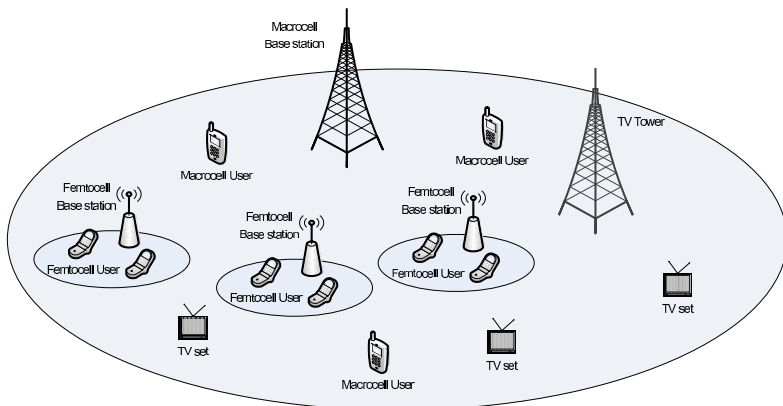 Macrocell
Base station
TV Tower
Macrocell User
Macrocell User
Femtocell
Base station
Femtocell
Base station
Femtocell
Base station
Femtocell User
Femtocell User
Femtocell User
TV set
TV set
TV set
Macrocell User